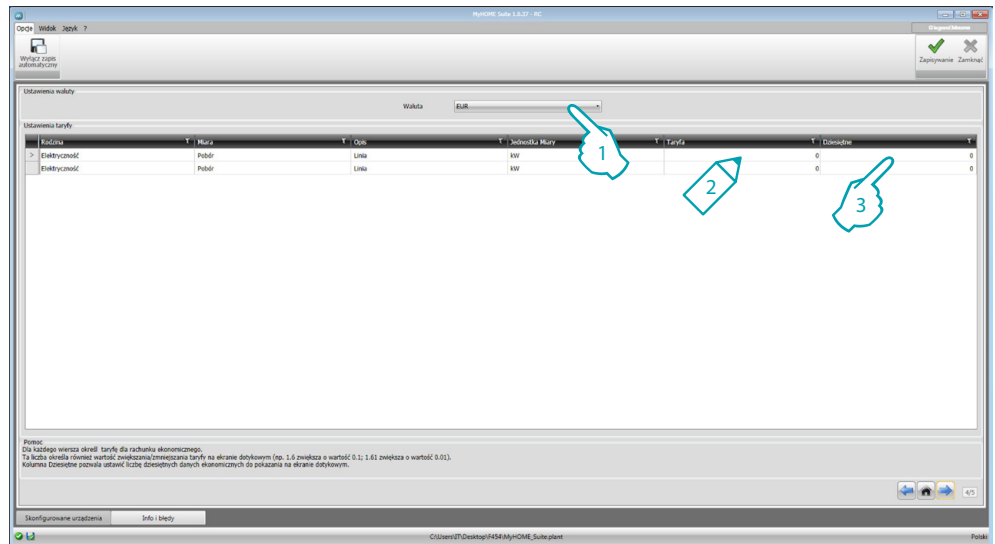 MyHOME Suite 1.0.37 - RC
Opcje Widok Język ?
Wyłącz zapis
automatyczny
Zapisywanie Zamknąć
Ustawienia waluty
Waluta EUR
Ustawienia taryfy
Rodzina Miara Opis Jednostka Miary Taryfa Dziesiętne
> Elektryczność Pobór Linia kW 0 0
Elektryczność Pobór Linia kW 0 0
1
2
3
Pomoc
Dla każdego wiersza określ taryfę dla rachunku ekonomicznego.
Ta liczba określa również wartość zwiększania/zmniejszania taryfy na ekranie dotykowym (np. 1.6 zwiększa o wartość 0.1; 1.61 zwiększa o wartość 0.01).
Kolumna Dziesiętne pozwala ustawić liczbę dziesiętnych danych ekonomicznych do pokazania na ekranie dotykowym.
4/5
Skonfigurowane urządzenia Info i błędy
C:\Users\IT\Desktop\F454\MyHOME_Suite.plant Polski